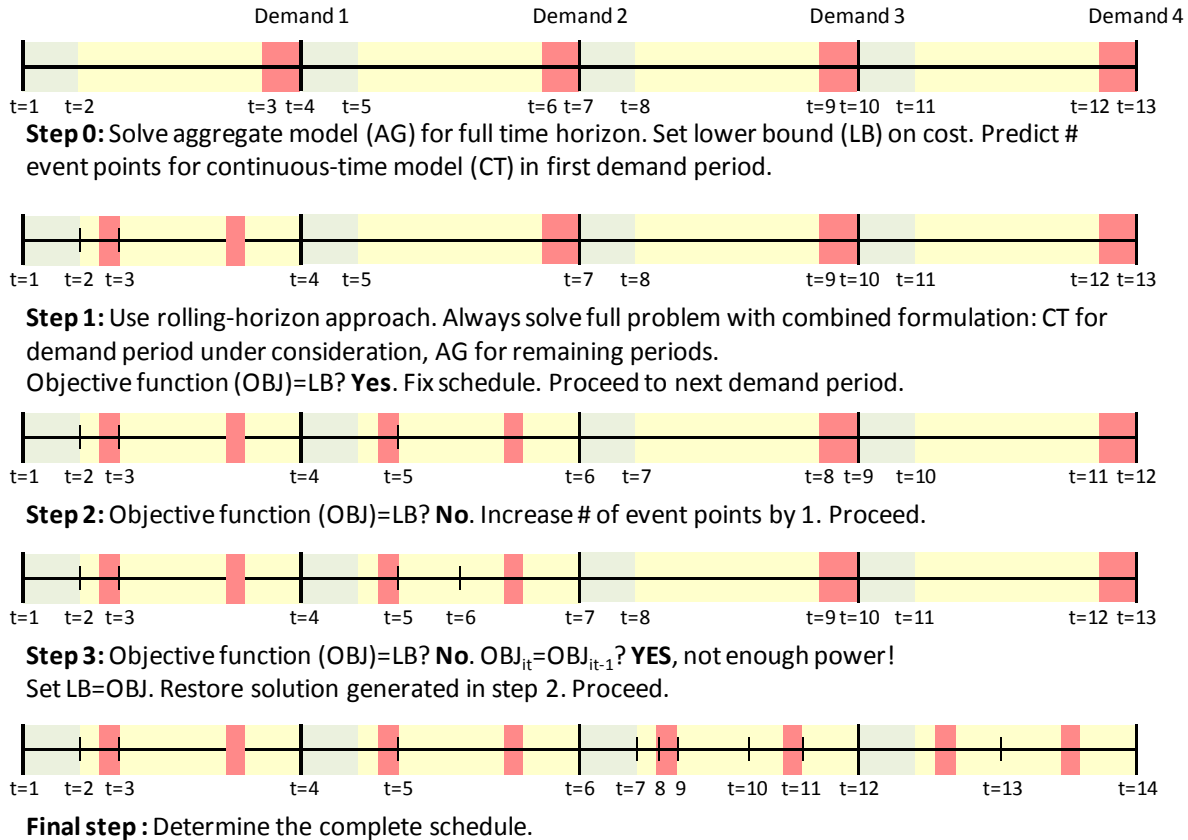 Demand 1 Demand 2 Demand 3 Demand 4
t=1 t=2 t=3 t=4 t=5 t=6 t=7 t=8 t=9 t=10 t=11 t=12 t=13
Step 0: Solve aggregate model (AG) for full time horizon. Set lower bound (LB) on cost. Predict #
event points for continuous-time model (CT) in first demand period.
t=1 t=2 t=3 t=4 t=5 t=7 t=8 t=9 t=10 t=11 t=12 t=13
Step 1: Use rolling-horizon approach. Always solve full problem with combined formulation: CT for
demand period under consideration, AG for remaining periods.
Objective function (OBJ)=LB? Yes. Fix schedule. Proceed to next demand period.
t=1 t=2 t=3 t=4 t=5 t=6 t=7 t=8 t=9 t=10 t=11 t=12
Step 2: Objective function (OBJ)=LB? No. Increase # of event points by 1. Proceed.
t=1 t=2 t=3 t=4 t=5 t=6 t=7 t=8 t=9 t=10 t=11 t=12 t=13
Step 3: Objective function (OBJ)=LB? No. OBJit=OBJit-1? YES, not enough power!
Set LB=OBJ. Restore solution generated in step 2. Proceed.
t=1 t=2 t=3 t=4 t=5 t=6 t=7 8 9 t=10 t=11 t=12 t=13 t=14
Final step : Determine the complete schedule.